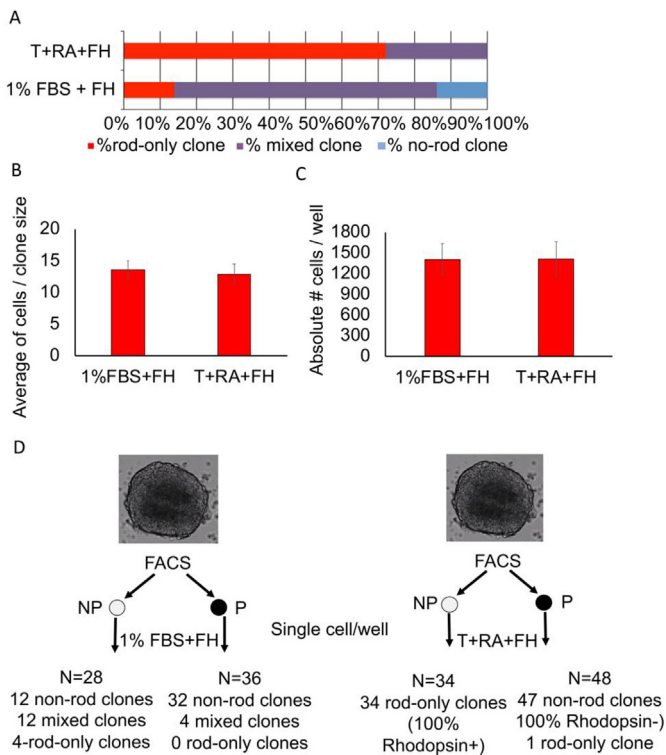 A
T+RA+FH
1% FBS + FH
0% 10% 20% 30% 40% 50% 60% 70% 80% 90% 100%
%rod-only clone % mixed clone % no-rod clone
B
Average of cells / clone size
20
15
10
5
0
1%FBS+FH T+RA+FH
C
Absolute # cells / well
1800
1500
1200
900
600
300
0
1%FBS+FH T+RA+FH
D
FACS
NP P
1% FBS+FH
N=28
12 non-rod clones
12 mixed clones
4-rod-only clones
N=36
32 non-rod clones
4 mixed clones
0 rod-only clones
Single cell/well
FACS
NP P
T+RA+FH
N=34
34 rod-only clones
(100%
Rhodopsin+)
N=48
47 non-rod clones
100% Rhodopsin-)
1 rod-only clone